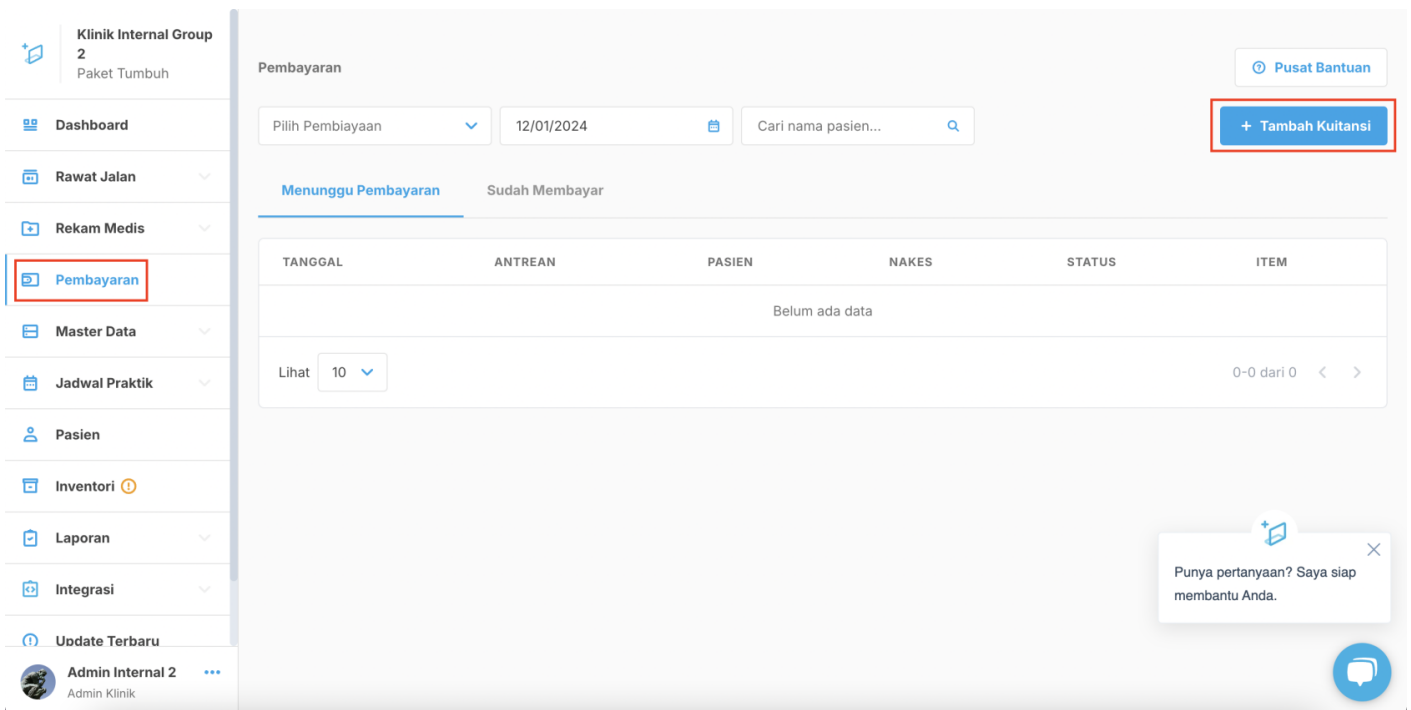 Klinik Internal Group
2
Paket Tumbuh
Dashboard
Rawat Jalan
Rekam Medis
Pembayaran
Master Data
Jadwal Praktik
Pasien
Inventori
Laporan
Integrasi
Update Terbaru
Admin Internal 2
Admin Klinik
Pembayaran
Pusat Bantuan
Pilih Pembiayaan
12/01/2024
Cari nama pasien...
+ Tambah Kuitansi
Menunggu Pembayaran Sudah Membayar
TANGGAL ANTREAN PASIEN NAKES STATUS ITEM
Belum ada data
Lihat 10 0-0 dari 0
Punya pertanyaan? Saya siap
membantu Anda.